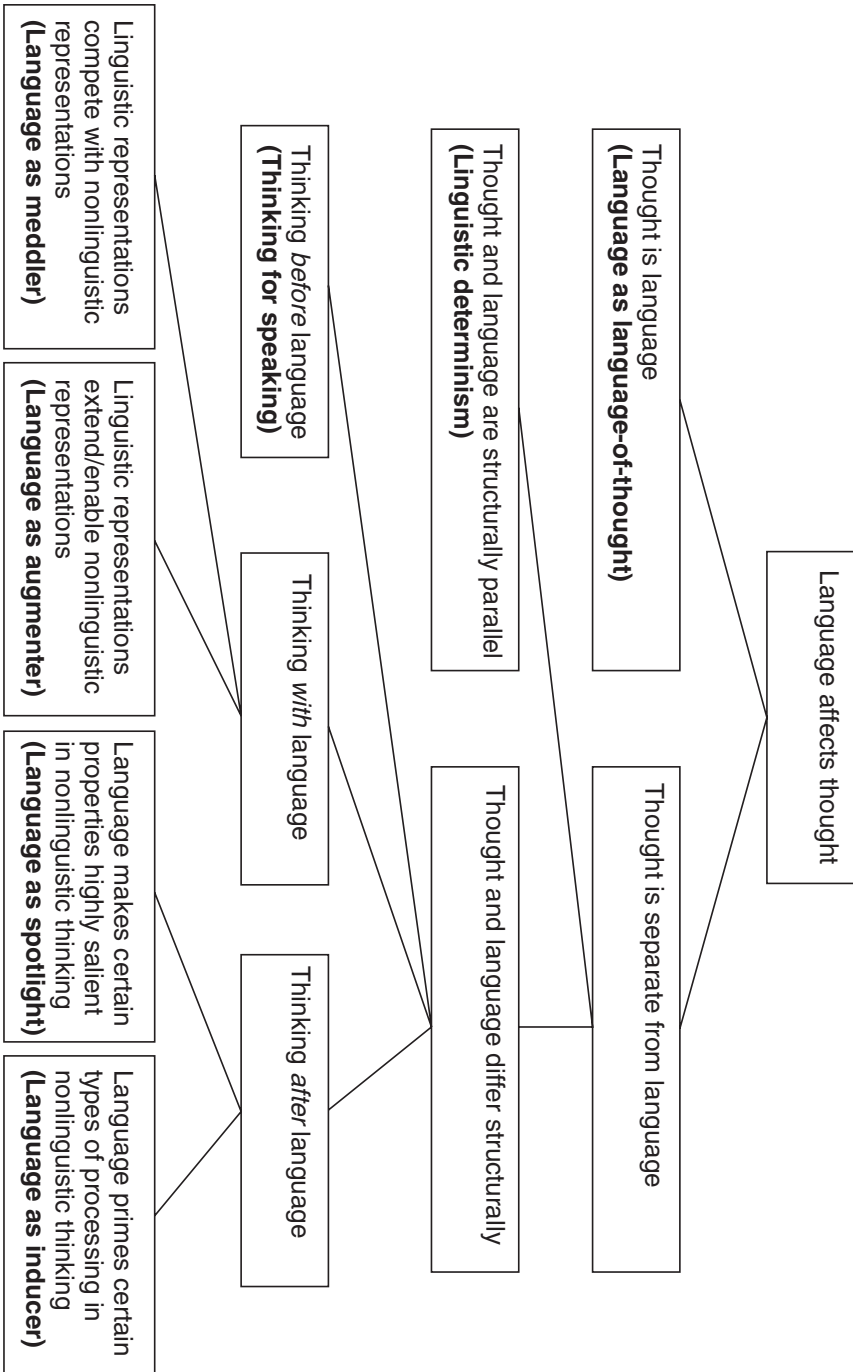 Language affects thought
Thought is language
(Language as language-of-thought)
Thought is separate from language
Thought and language are structurally parallel
(Linguistic determinism)
Thought and language differ structurally
Thinking before language
(Thinking for speaking)
Thinking with language
Thinking after language
Linguistic representations
compete with nonlinguistic
representations
(Language as meddler)
Linguistic representations
extend/enable nonlinguistic
representations
(Language as augmenter)
Language makes certain
properties highly salient
in nonlinguistic thinking
(Language as spotlight)
Language primes certain
types of processing in
nonlinguistic thinking
(Language as inducer)